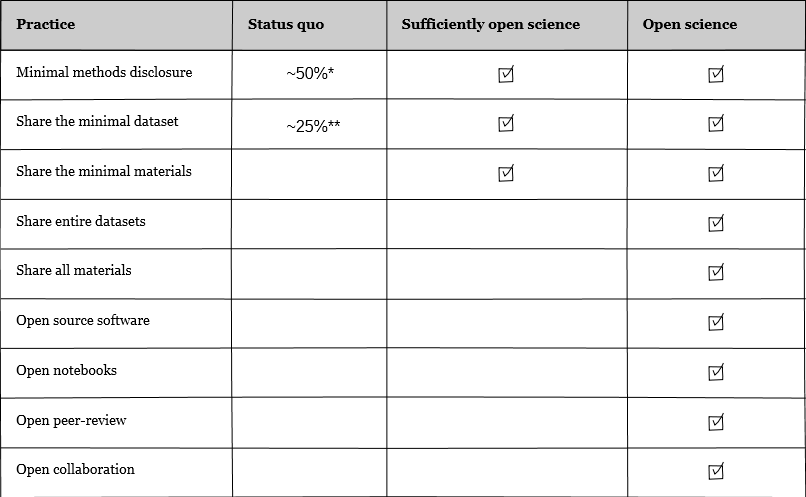 Practice Status quo Sufficiently open science Open science
Minimal methods disclosure ~50%* ☑ ☑
Share the minimal dataset ~25%** ☑ ☑
Share the minimal materials ☑ ☑
Share entire datasets ☑
Share all materials ☑
Open source software ☑
Open notebooks ☑
Open peer-review ☑
Open collaboration ☑